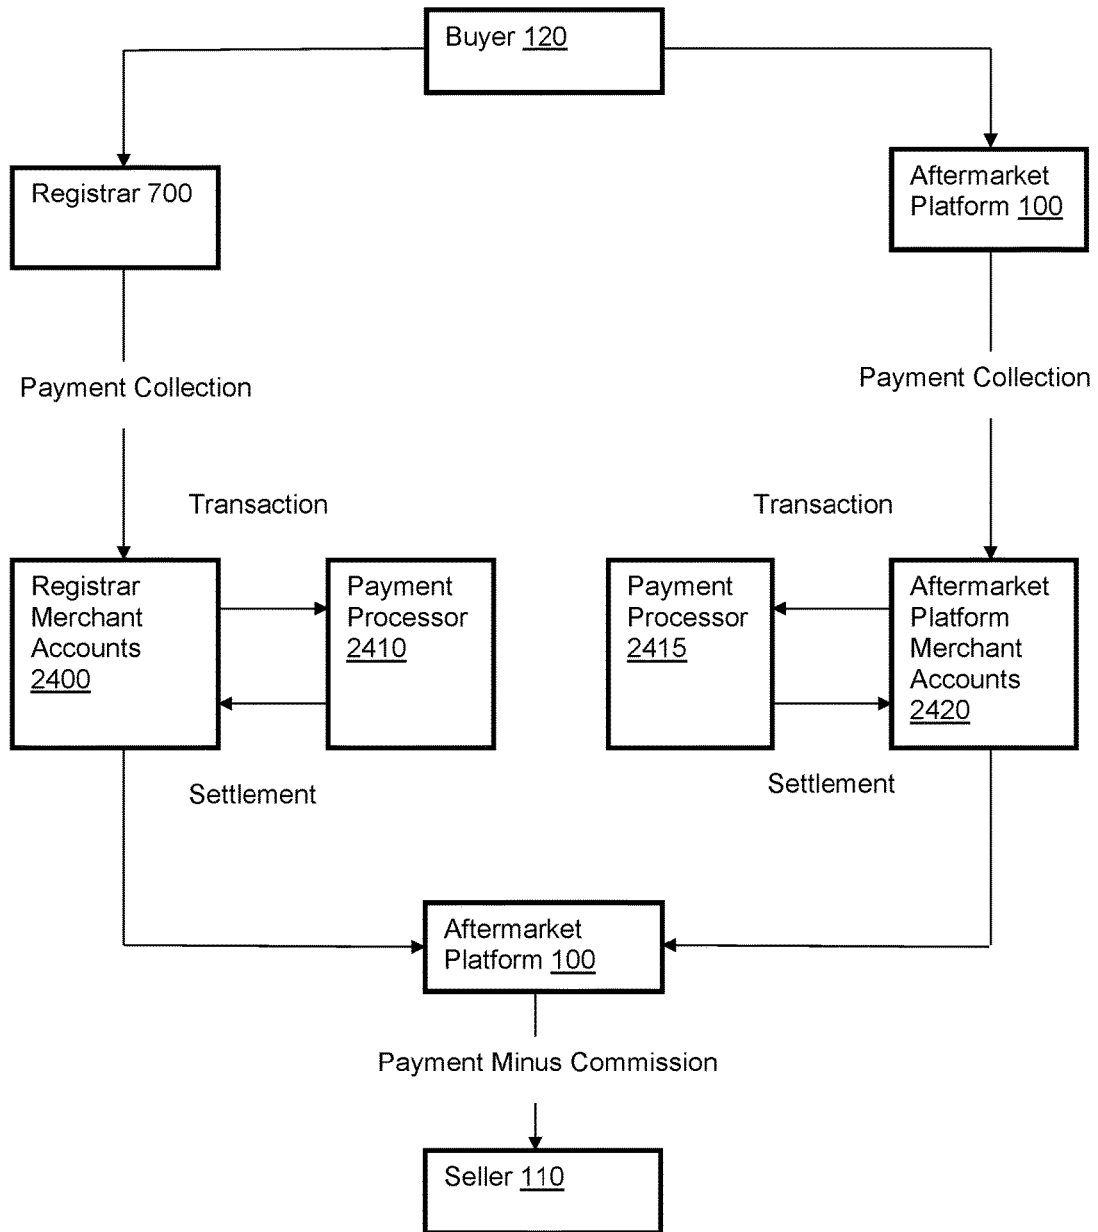 Buyer 120
Registrar 700
Aftermarket
Platform 100
Payment Collection
Payment Collection
Transaction
Transaction
Registrar
Merchant
Accounts
2400
Payment
Processor
2410
Payment
Processor
2415
Aftermarket
Platform
Merchant
Accounts
2420
Settlement
Settlement
Aftermarket
Platform 100
Payment Minus Commission
Seller 110